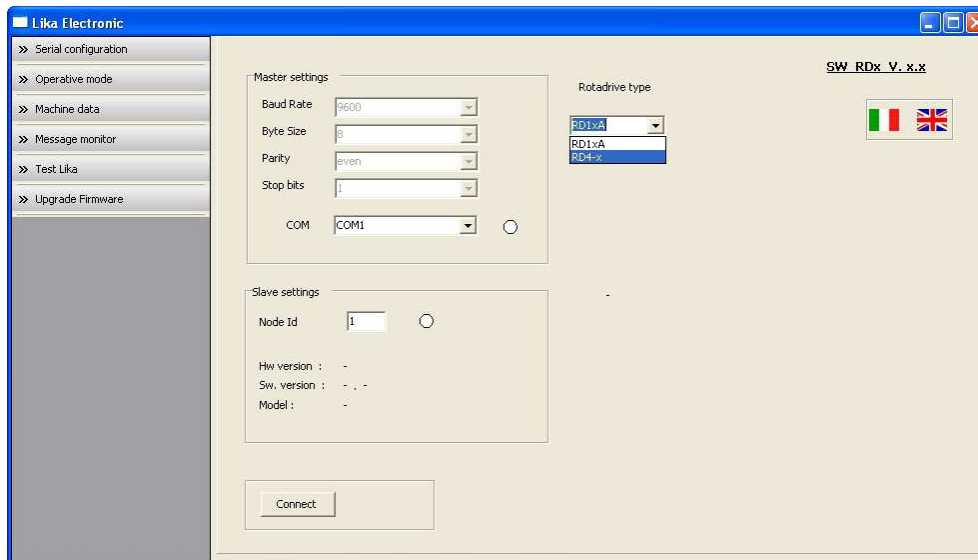 Lika Electronic
Serial configuration
Operative mode
Machine data
Message monitor
Test Lika
Upgrade Firmware
Master settings
Baud Rate 9600
Byte Size 8
Parity even
Stop bits 1
COM COM1
Rotadrive type
RD1xA
RD1xA
RD4-x
SW RDx V. x.x
Slave settings
Node Id 1
Hw version : -
Sw. version : - . -
Model : -
-
Connect